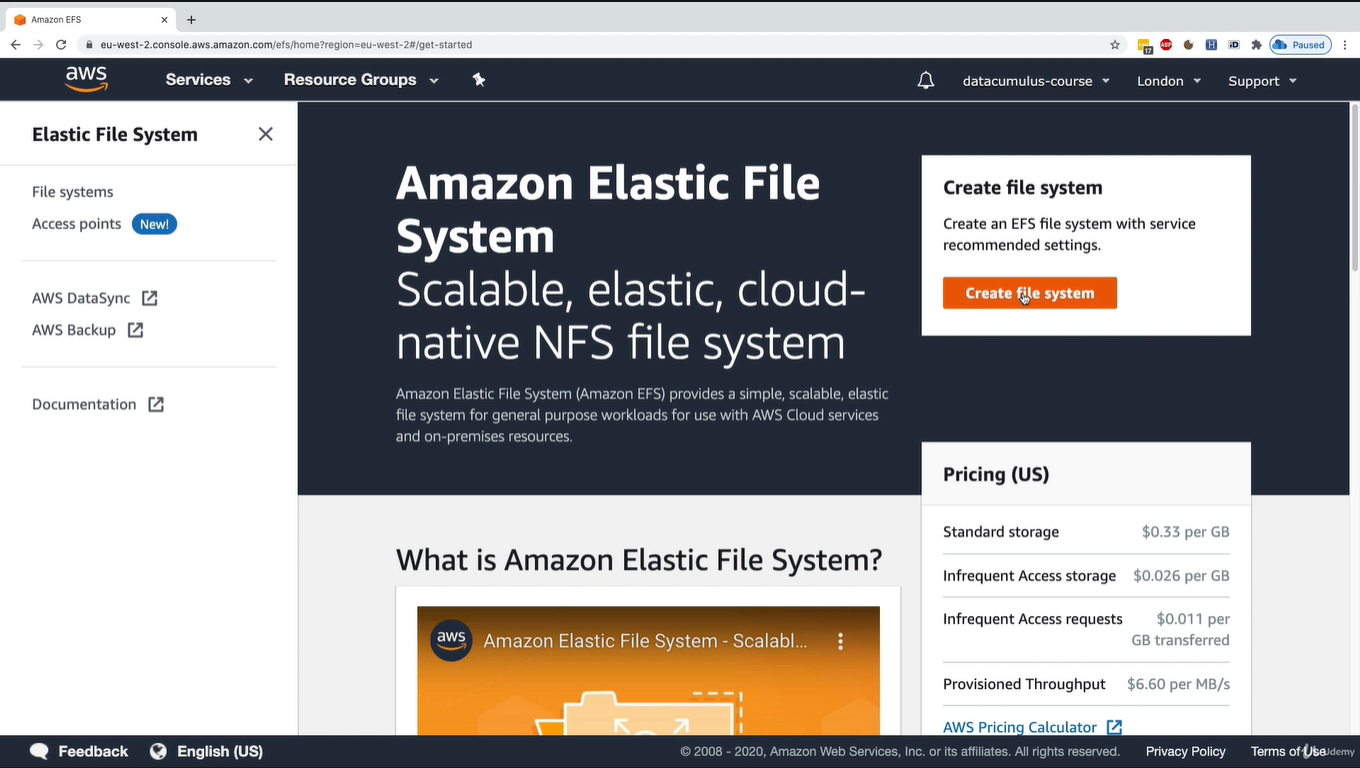 Amazon EFS
eu-west-2.console.aws.amazon.com/efs/home?region=eu-west-2#/get-started
17
ABP
H
iD
Paused
aws
Services
Resource Groups
datacumulus-course
London
Support
Elastic File System
File systems
Access points New!
AWS DataSync
AWS Backup
Documentation
Amazon Elastic File
System
Scalable, elastic, cloud-
native NFS file system
Amazon Elastic File System (Amazon EFS) provides a simple, scalable, elastic
file system for general purpose workloads for use with AWS Cloud services
and on-premises resources.
Create file system
Create an EFS file system with service
recommended settings.
Create file system
Pricing (US)
Standard storage $0.33 per GB
Infrequent Access storage $0.026 per GB
Infrequent Access requests $0.011 per
GB transferred
Provisioned Throughput $6.60 per MB/s
AWS Pricing Calculator
What is Amazon Elastic File System?
aws
Amazon Elastic File System - Scalabl...
Feedback
English (US)
© 2008 - 2020, Amazon Web Services, Inc. or its affiliates. All rights reserved.
Privacy Policy
Terms of Use
Udemy